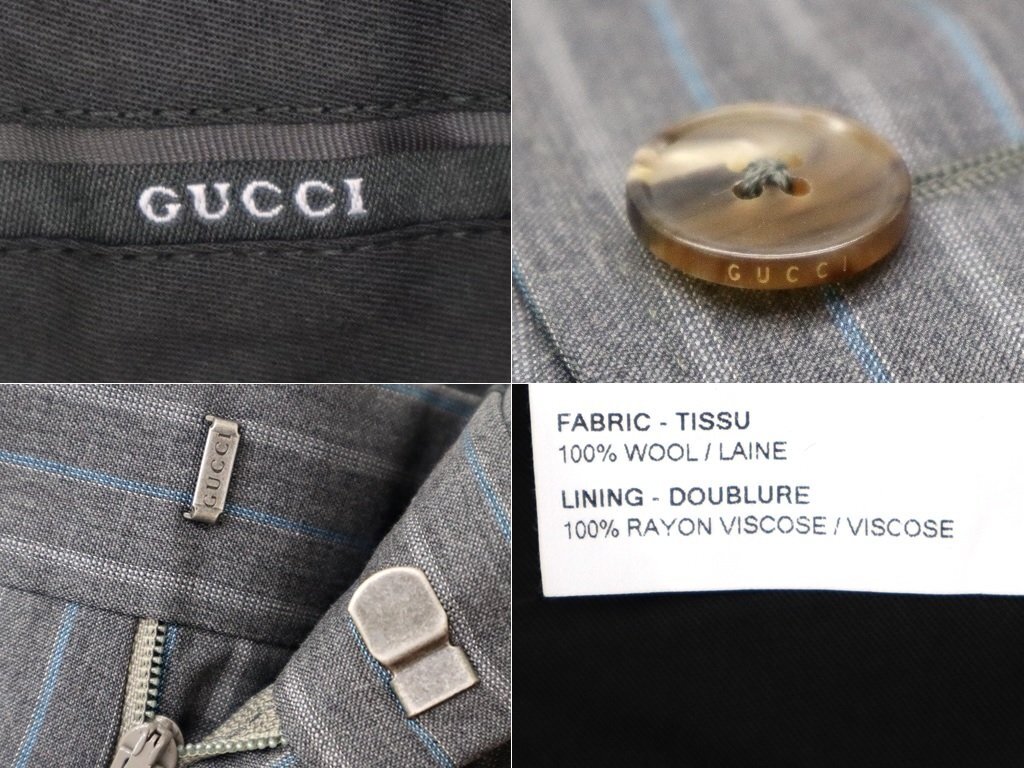 GUCCI
GUCCI
GUCCI
FABRIC - TISSU
100% WOOL / LAINE
LINING - DOUBLURE
100% RAYON VISCOSE / VISCOSE